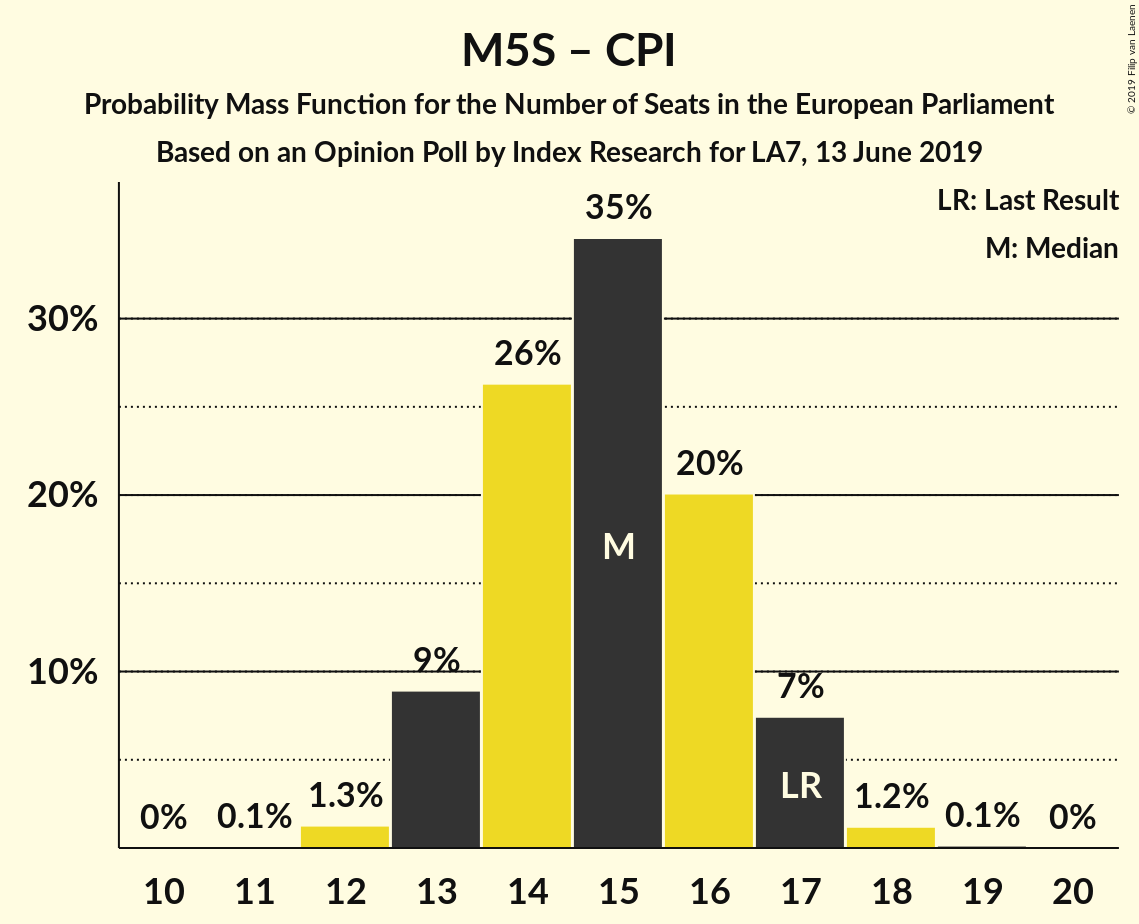 M5S – CPI
Probability Mass Function for the Number of Seats in the European Parliament
Based on an Opinion Poll by Index Research for LA7, 13 June 2019
© 2019 Filip van Laenen
LR: Last Result
M: Median
35%
30%
26%
20%
20%
M
9%
10%
7%
LR
1.3%
1.2%
0%
0.1%
0.1%
0%
10 11 12 13 14 15 16 17 18 19 20